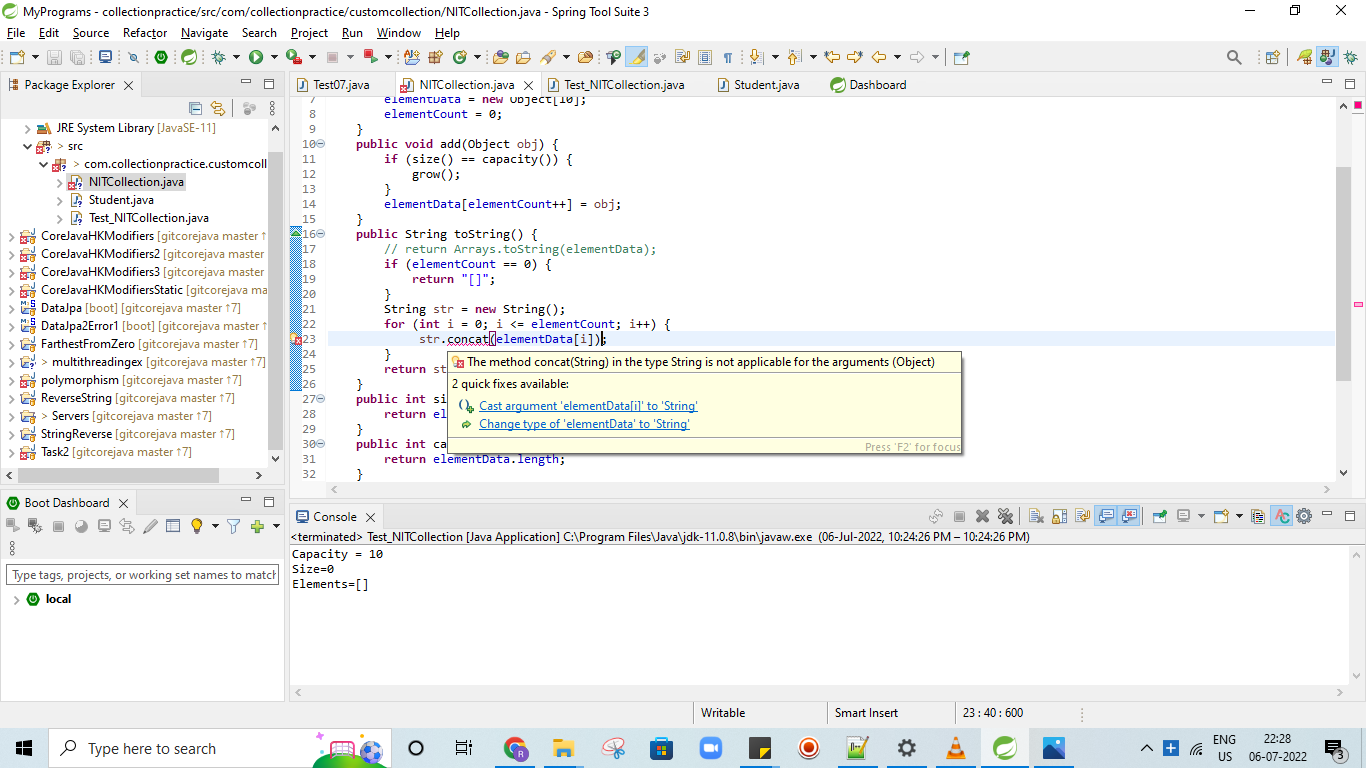 MyPrograms - collectionpractice/src/com/collectionpractice/customcollection/NITCollection.java - Spring Tool Suite 3
File Edit Source Refactor Navigate Search Project Run Window Help
Package Explorer
JRE System Library [JavaSE-11]
> src
> com.collectionpractice.customcoll
NITCollection.java
Student.java
Test_NITCollection.java
CoreJavaHKModifiers [gitcorejava master ↑
CoreJavaHKModifiers2 [gitcorejava master
CoreJavaHKModifiers3 [gitcorejava master
CoreJavaHKModifiersStatic [gitcorejava ma
DataJpa [boot] [gitcorejava master ↑7]
DataJpa2Error1 [boot] [gitcorejava master
FarthestFromZero [gitcorejava master ↑7]
> multithreadingex [gitcorejava master ↑
polymorphism [gitcorejava master ↑7]
ReverseString [gitcorejava master ↑7]
> Servers [gitcorejava master ↑7]
StringReverse [gitcorejava master ↑7]
Task2 [gitcorejava master ↑7]
Boot Dashboard
Type tags, projects, or working set names to match
local
Test07.java NITCollection.java Test_NITCollection.java Student.java Dashboard
7 elementData = new Object[10];
8 elementCount = 0;
9 }
10 public void add(Object obj) {
11 if (size() == capacity()) {
12 grow();
13 }
14 elementData[elementCount++] = obj;
15 }
16 public String toString() {
17 // return Arrays.toString(elementData);
18 if (elementCount == 0) {
19 return "[]";
20 }
21 String str = new String();
22 for (int i = 0; i <= elementCount; i++) {
23 str.concat(elementData[i]);
24 }
25 return st
26 }
27 public int si
28 return el
29 }
30 public int ca
31 return elementData.length;
32 }
The method concat(String) in the type String is not applicable for the arguments (Object)
2 quick fixes available:
Cast argument 'elementData[i]' to 'String'
Change type of 'elementData' to 'String'
Press 'F2' for focus
Console
<terminated> Test_NITCollection [Java Application] C:\Program Files\Java\jdk-11.0.8\bin\javaw.exe (06-Jul-2022, 10:24:26 PM – 10:24:26 PM)
Capacity = 10
Size=0
Elements=[]
Writable Smart Insert 23 : 40 : 600
Type here to search
ENG
US
22:28
06-07-2022
3